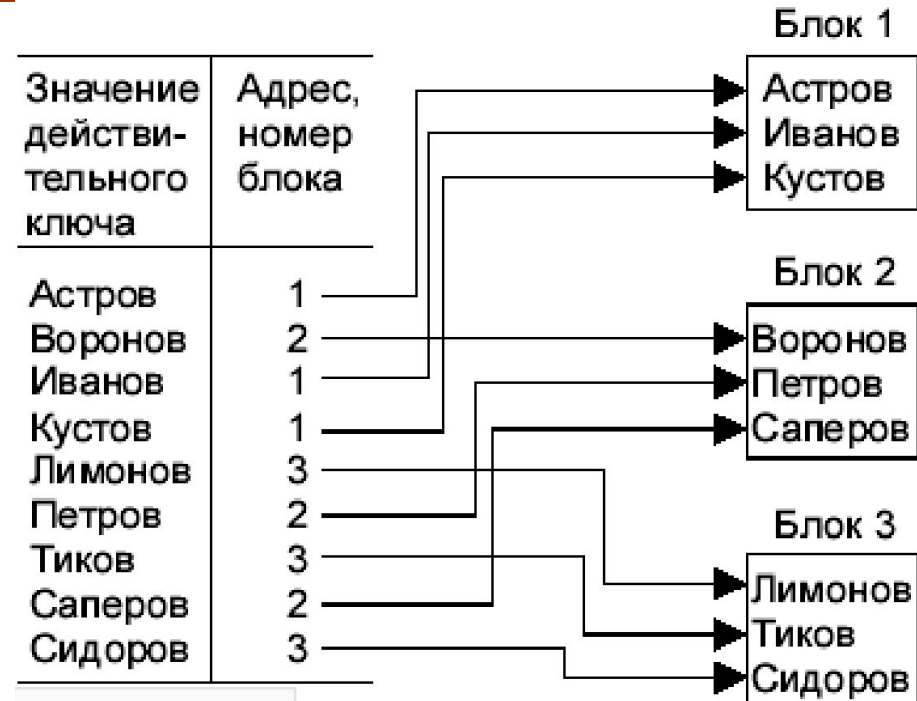 Значение
действи-
тельного
ключа
Адрес,
номер
блока
Астров 1
Воронов 2
Иванов 1
Кустов 1
Лимонов 3
Петров 2
Тиков 3
Саперов 2
Сидоров 3
Блок 1
Астров
Иванов
Кустов
Блок 2
Воронов
Петров
Саперов
Блок 3
Лимонов
Тиков
Сидоров